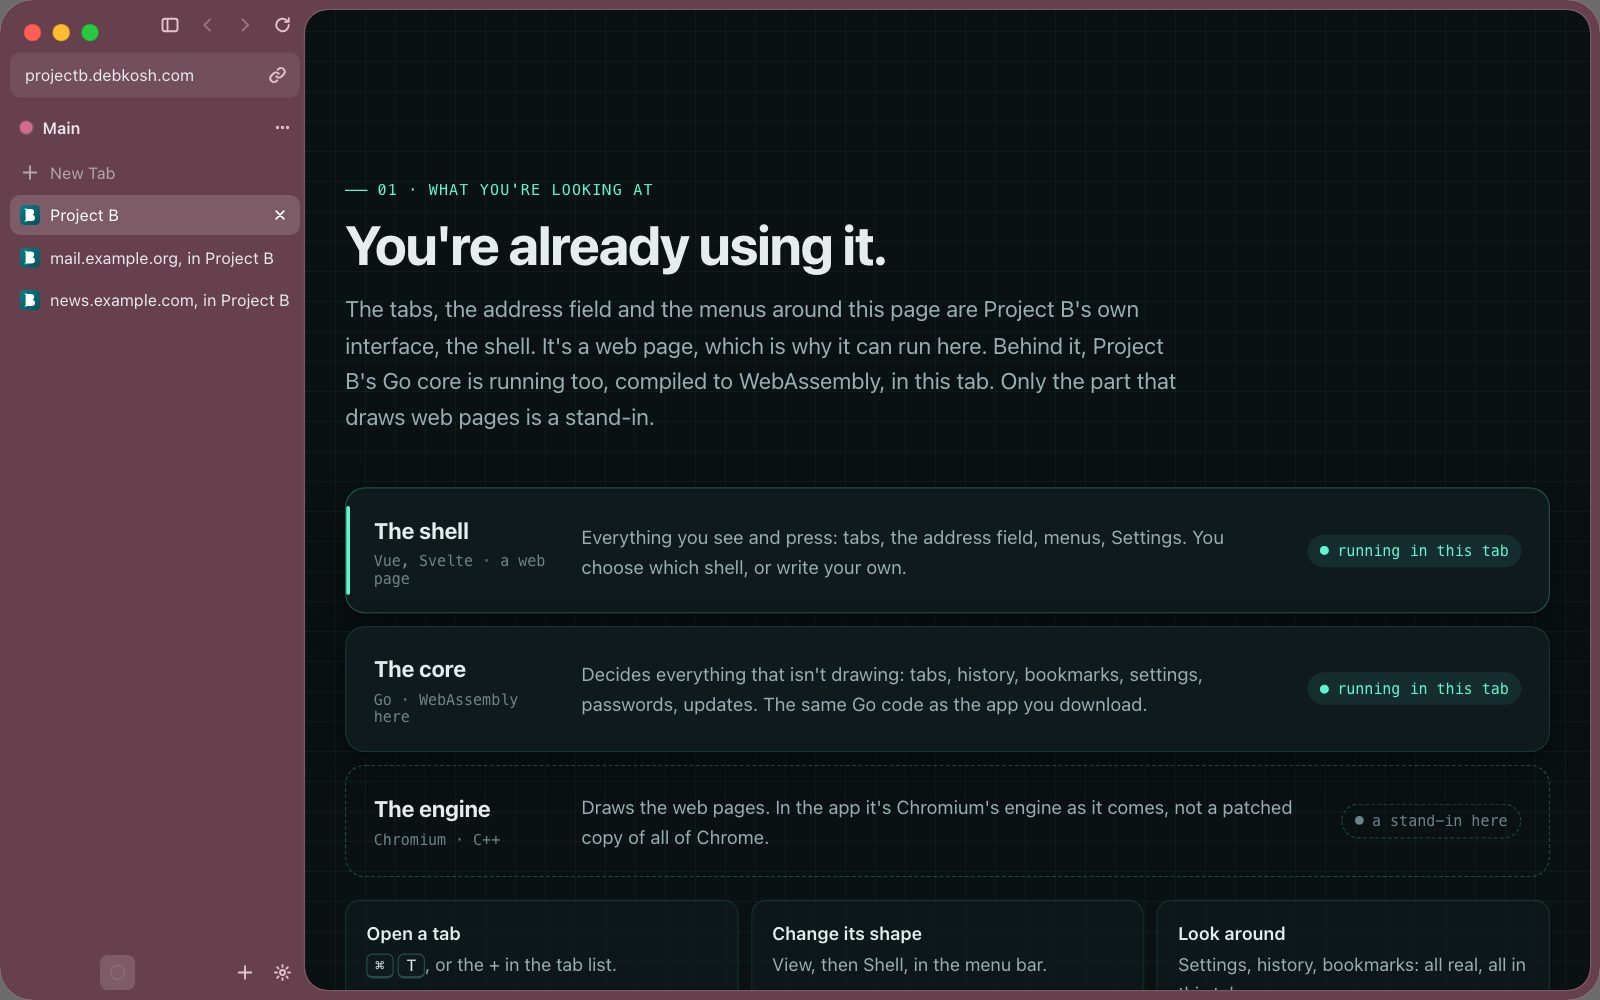 projectb.debkosh.com
Main
New Tab
Project B
mail.example.org, in Project B
news.example.com, in Project B
01 · WHAT YOU'RE LOOKING AT
You're already using it.
The tabs, the address field and the menus around this page are Project B's own
interface, the shell. It's a web page, which is why it can run here. Behind it, Project
B's Go core is running too, compiled to WebAssembly, in this tab. Only the part that
draws web pages is a stand-in.
The shell
Vue, Svelte · a web
page
Everything you see and press: tabs, the address field, menus, Settings. You
choose which shell, or write your own.
running in this tab
The core
Go · WebAssembly
here
Decides everything that isn't drawing: tabs, history, bookmarks, settings,
passwords, updates. The same Go code as the app you download.
running in this tab
The engine
Chromium · C++
Draws the web pages. In the app it's Chromium's engine as it comes, not a patched
copy of all of Chrome.
a stand-in here
Open a tab
⌘ T, or the + in the tab list.
Change its shape
View, then Shell, in the menu bar.
Look around
Settings, history, bookmarks: all real, all in